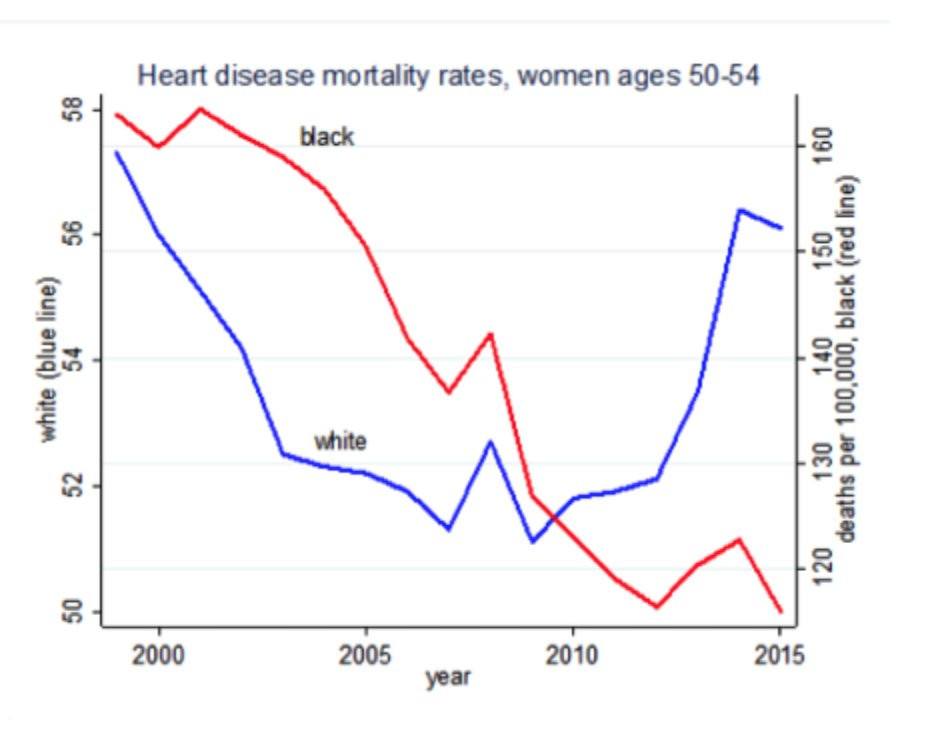 Heart disease mortality rates, women ages 50-54
58
56
54
52
50
white (blue line)
black
white
160
150
140
130
120
deaths per 100,000, black (red line)
2000 2005 2010 2015
year